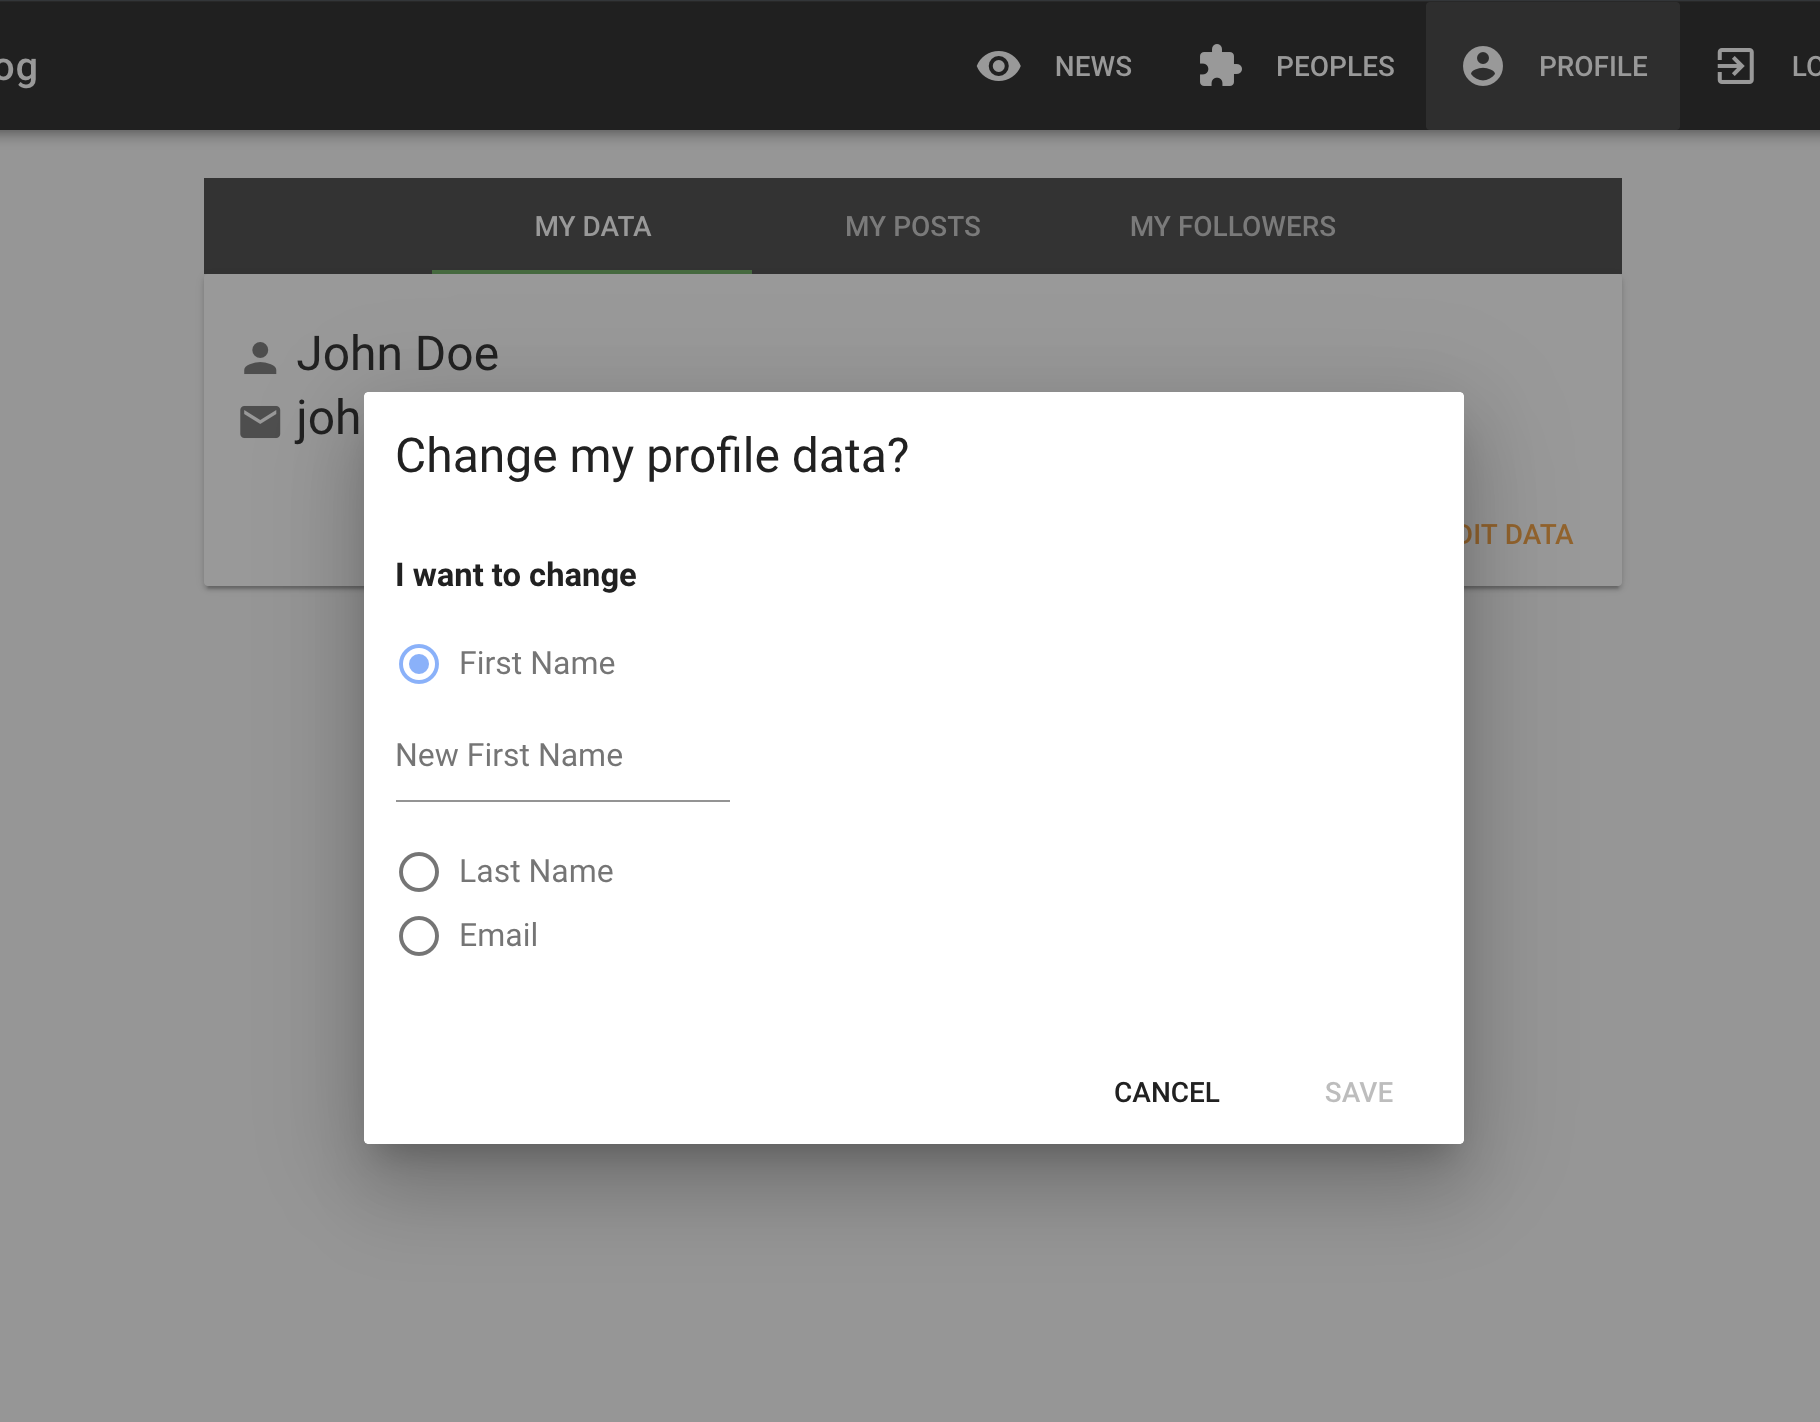 og NEWS PEOPLES PROFILE LO
MY DATA MY POSTS MY FOLLOWERS
John Doe
joh
Change my profile data?
DIT DATA
I want to change
First Name
New First Name
Last Name
Email
CANCEL SAVE